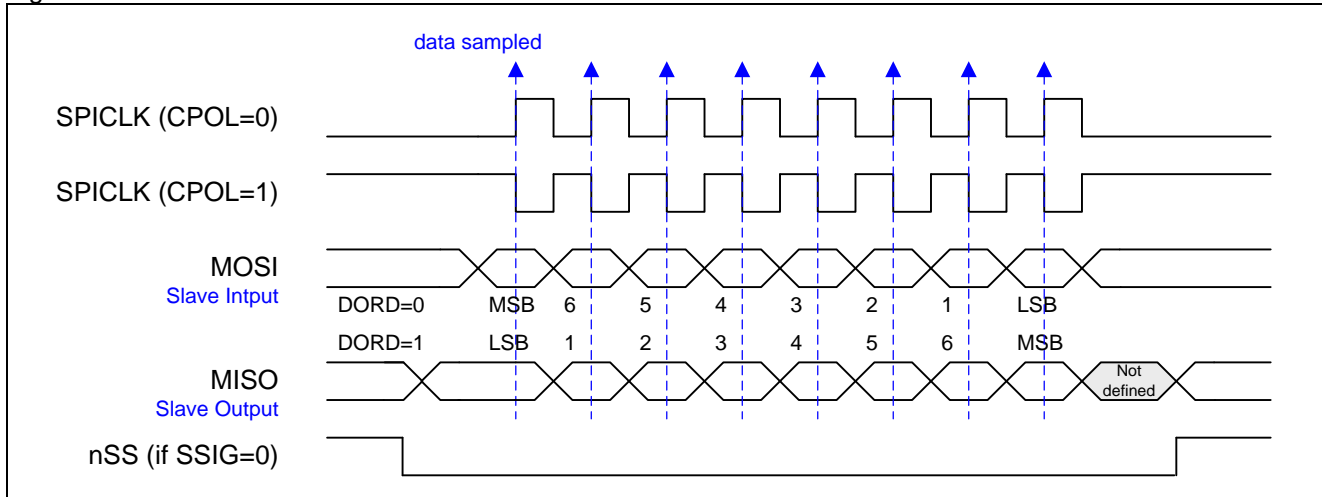 data sampled
SPICLK (CPOL=0)
SPICLK (CPOL=1)
MOSI
Slave Intput
DORD=0 MSB 6 5 4 3 2 1 LSB
DORD=1 LSB 1 2 3 4 5 6 MSB
MISO
Slave Output
Not
defined
nSS (if SSIG=0)